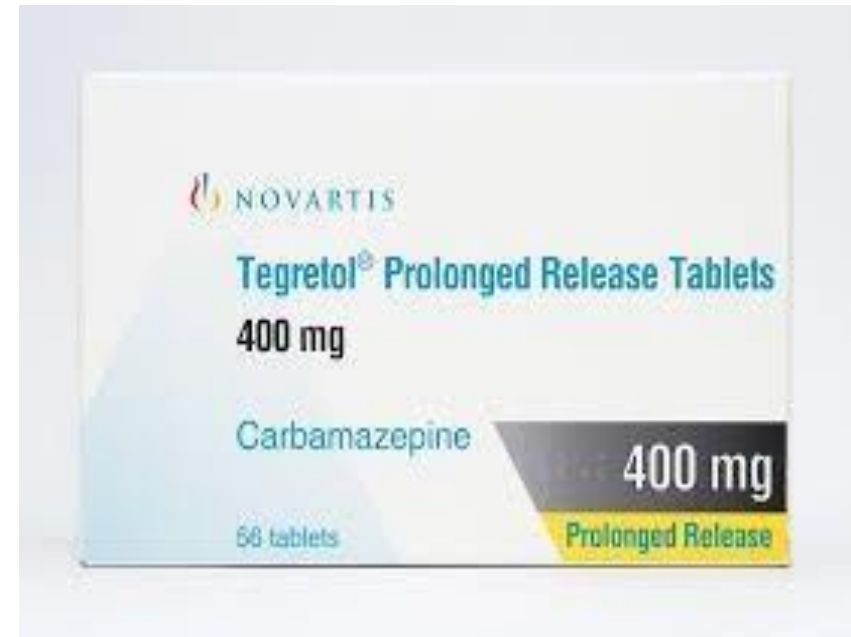 NOVARTIS
Tegretol® Prolonged Release Tablets
400 mg
Carbamazepine
400 mg
56 tablets
Prolonged Release